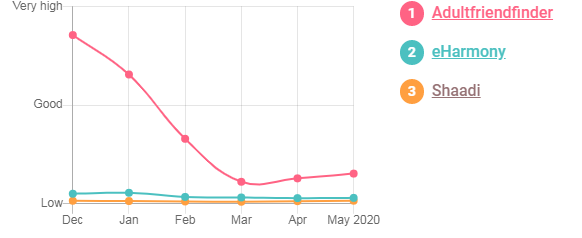 Very high
Good
Low
Dec Jan Feb Mar Apr May 2020
1 Adultfriendfinder
2 eHarmony
3 Shaadi